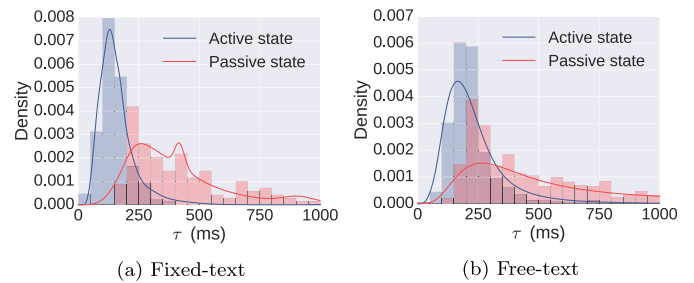 0.008
0.007
0.006
0.005
0.004
0.003
0.002
0.001
0.000
Density
Active state
Passive state
0 250 500 750 1000
τ (ms)
(a) Fixed-text
0.007
0.006
0.005
0.004
0.003
0.002
0.001
0.000
Density
Active state
Passive state
0 250 500 750 1000
τ (ms)
(b) Free-text